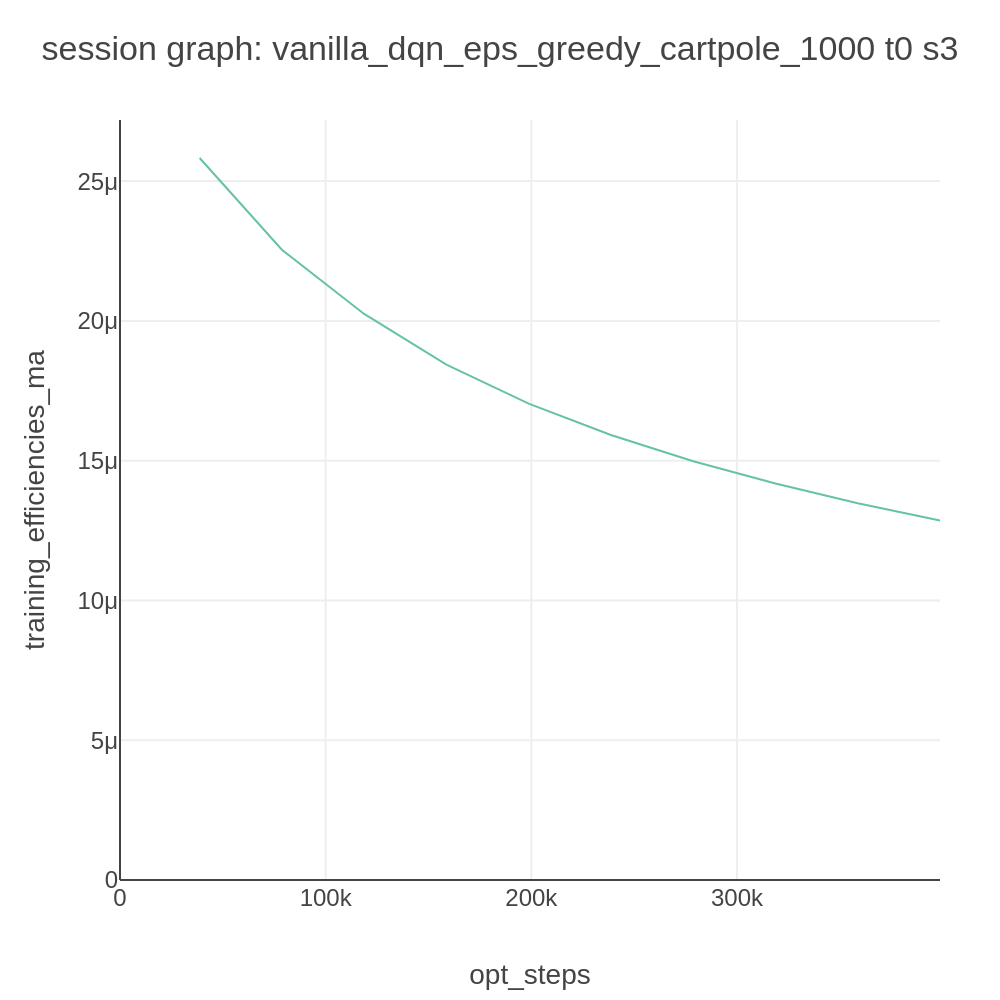 session graph: vanilla_dqn_eps_greedy_cartpole_1000 t0 s3
training_efficiencies_ma
25μ
20μ
15μ
10μ
5μ
0
0
100k
200k
300k
opt_steps